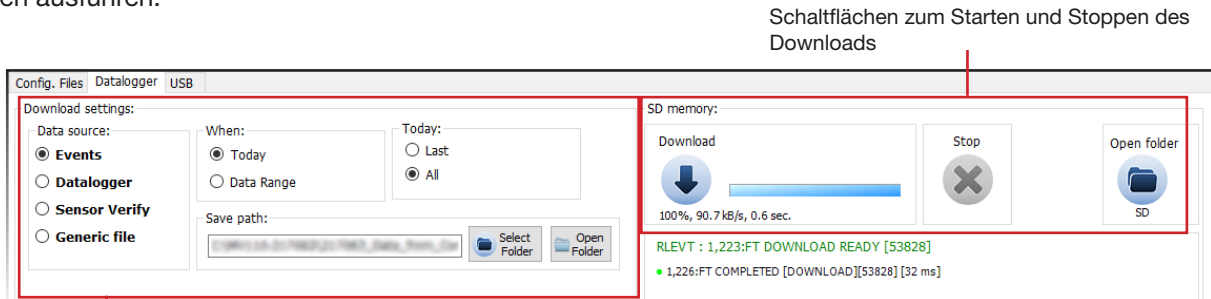 en ausführen.
Schaltflächen zum Starten und Stoppen des
Downloads
Config. Files Datalogger USB
Download settings:
Data source:
Events
Datalogger
Sensor Verify
Generic file
When:
Today
Data Range
Today:
Last
All
Save path:
Select
Folder
Open
Folder
SD memory:
Download
100%, 90.7 kB/s, 0.6 sec.
Stop
Open folder
SD
RLEVT : 1,223:FT DOWNLOAD READY [53828]
1,226:FT COMPLETED [DOWNLOAD][53828] [32 ms]